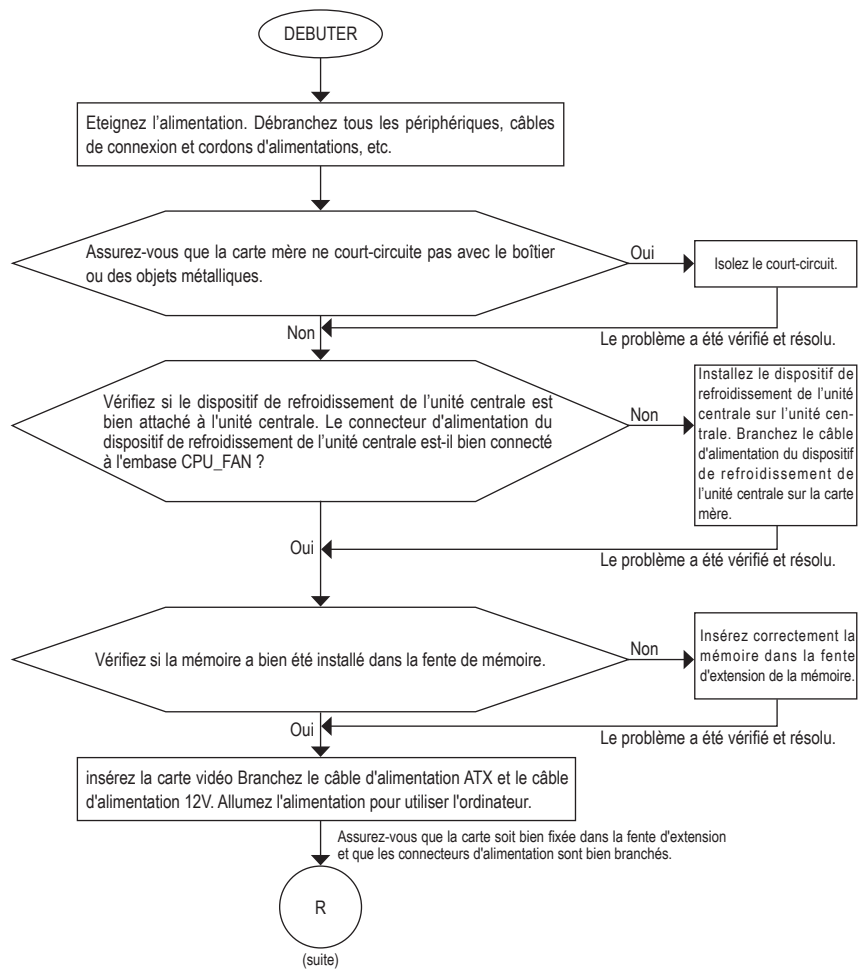 DEBUTER
Eteignez l’alimentation. Débranchez tous les périphériques, câbles
de connexion et cordons d'alimentations, etc.
Assurez-vous que la carte mère ne court-circuite pas avec le boîtier
ou des objets métalliques.
Oui
Isolez le court-circuit.
Non
Le problème a été vérifié et résolu.
Vérifiez si le dispositif de refroidissement de l’unité centrale est
bien attaché à l'unité centrale. Le connecteur d'alimentation du
dispositif de refroidissement de l’unité centrale est-il bien connecté
à l'embase CPU_FAN ?
Non
Installez le dispositif de
refroidissement de l’unité
centrale sur l’unité cen-
trale. Branchez le câble
d'alimentation du dispositif
de refroidissement de
l’unité centrale sur la carte
mère.
Oui
Le problème a été vérifié et résolu.
Vérifiez si la mémoire a bien été installé dans la fente de mémoire.
Non
Insérez correctement la
mémoire dans la fente
d'extension de la mémoire.
Oui
Le problème a été vérifié et résolu.
insérez la carte vidéo Branchez le câble d'alimentation ATX et le câble
d'alimentation 12V. Allumez l'alimentation pour utiliser l'ordinateur.
Assurez-vous que la carte soit bien fixée dans la fente d'extension
et que les connecteurs d'alimentation sont bien branchés.
R
(suite)